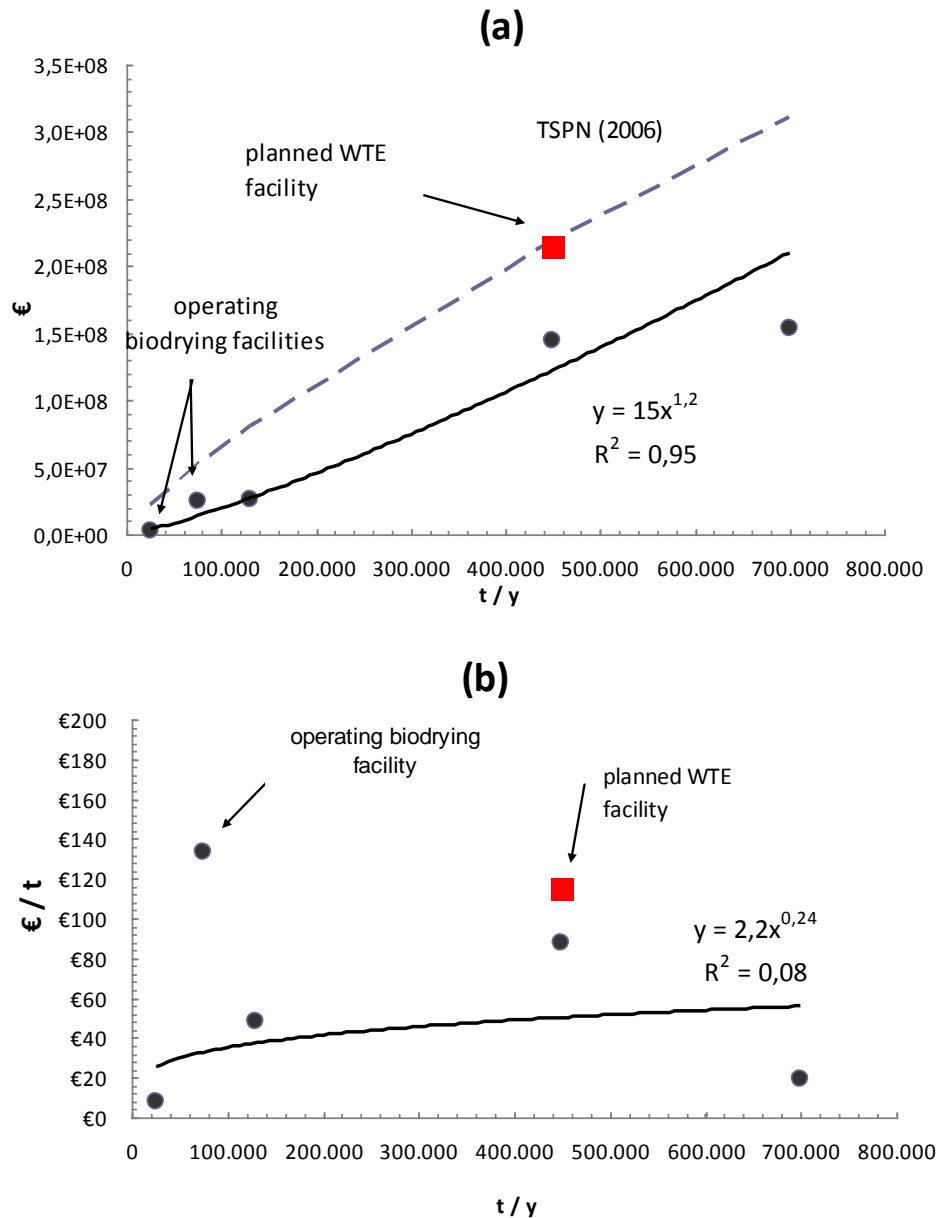 (a)
€
3,5E+08
3,0E+08
2,5E+08
2,0E+08
1,5E+08
1,0E+08
5,0E+07
0,0E+00
TSPN (2006)
planned WTE
facility
operating
biodrying facilities
y = 15x^1,2
R^2 = 0,95
0 100.000 200.000 300.000 400.000 500.000 600.000 700.000 800.000
t / y
(b)
€ / t
€200
€180
€160
€140
€120
€100
€80
€60
€40
€20
€0
operating biodrying
facility
planned WTE
facility
y = 2,2x^0,24
R^2 = 0,08
0 100.000 200.000 300.000 400.000 500.000 600.000 700.000 800.000
t / y